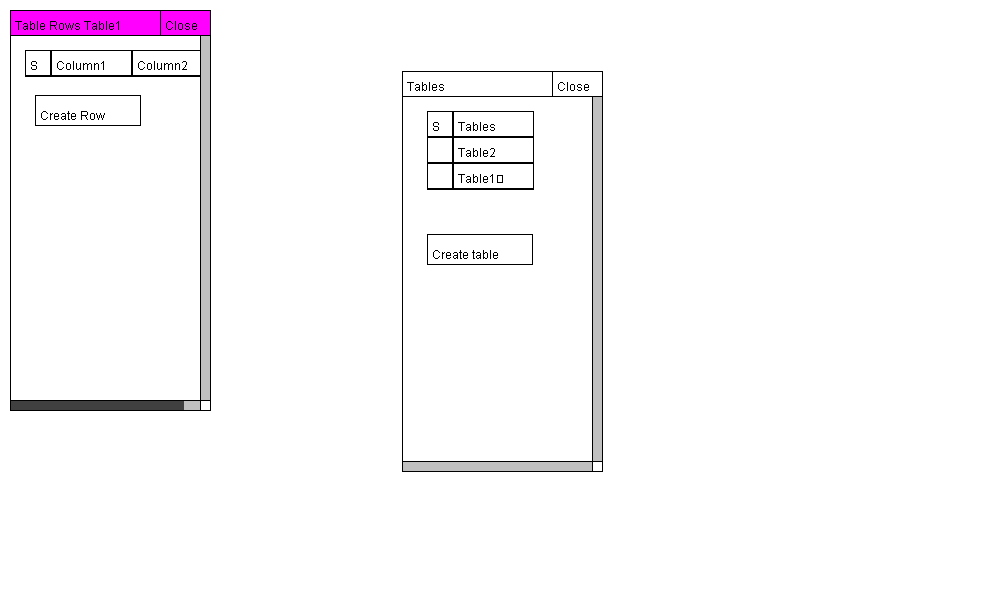 Table Rows Table1 Close
S Column1 Column2
Create Row
Tables Close
S Tables
Table2
Table1▯
Create table